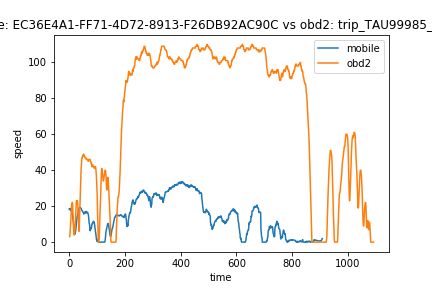 e: EC36E4A1-FF71-4D72-8913-F26DB92AC90C vs obd2: trip_TAU99985_
mobile
obd2
100
80
60
40
20
0
speed
0 200 400 600 800 1000
time